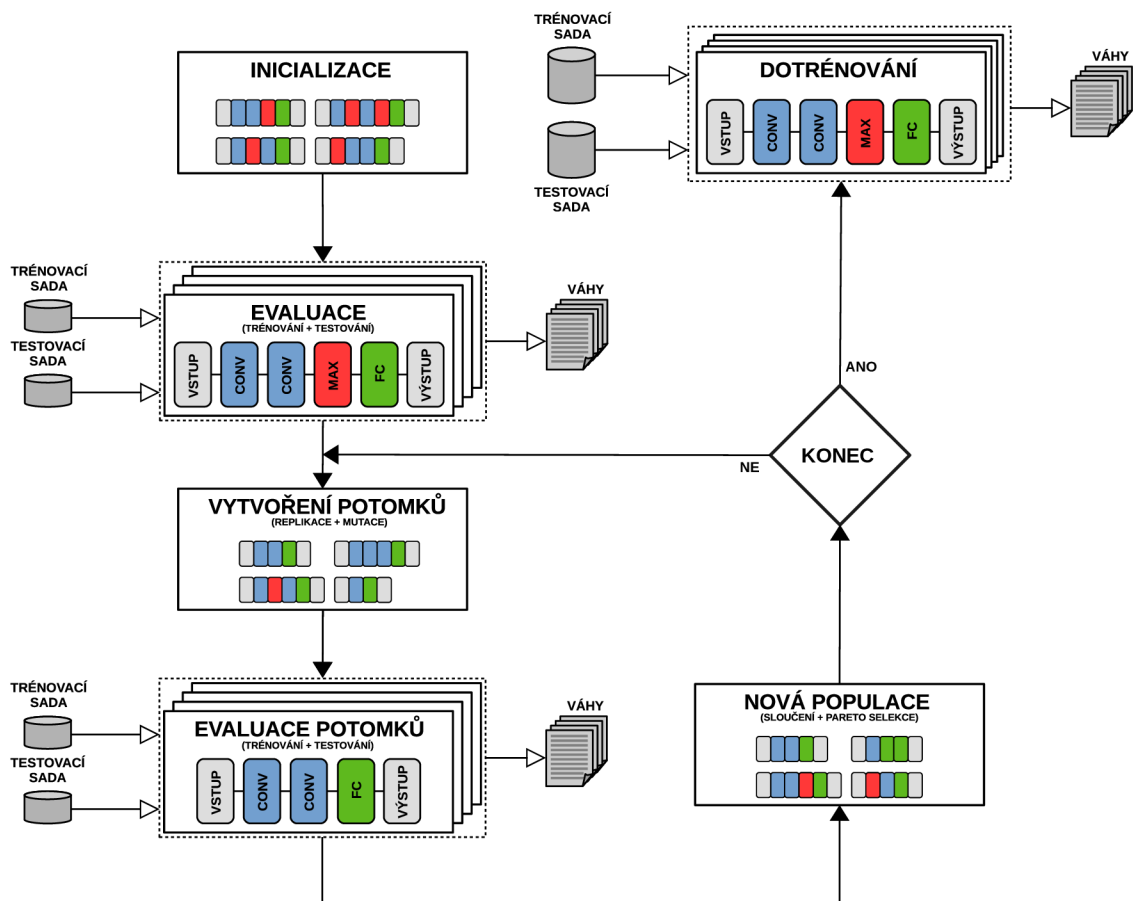 INICIALIZACE
TRÉNOVACÍ
SADA
TESTOVACÍ
SADA
EVALUACE
(TRÉNOVÁNÍ + TESTOVÁNÍ)
VSTUP
CONV
CONV
MAX
FC
VÝSTUP
VÁHY
VYTVOŘENÍ POTOMKŮ
(REPLIKACE + MUTACE)
TRÉNOVACÍ
SADA
TESTOVACÍ
SADA
EVALUACE POTOMKŮ
(TRÉNOVÁNÍ + TESTOVÁNÍ)
VSTUP
CONV
CONV
FC
VÝSTUP
VÁHY
NOVÁ POPULACE
(SLOUČENÍ + PARETO SELEKCE)
KONEC
NE
ANO
TRÉNOVACÍ
SADA
TESTOVACÍ
SADA
DOTRÉNOVÁNÍ
VSTUP
CONV
CONV
MAX
FC
VÝSTUP
VÁHY